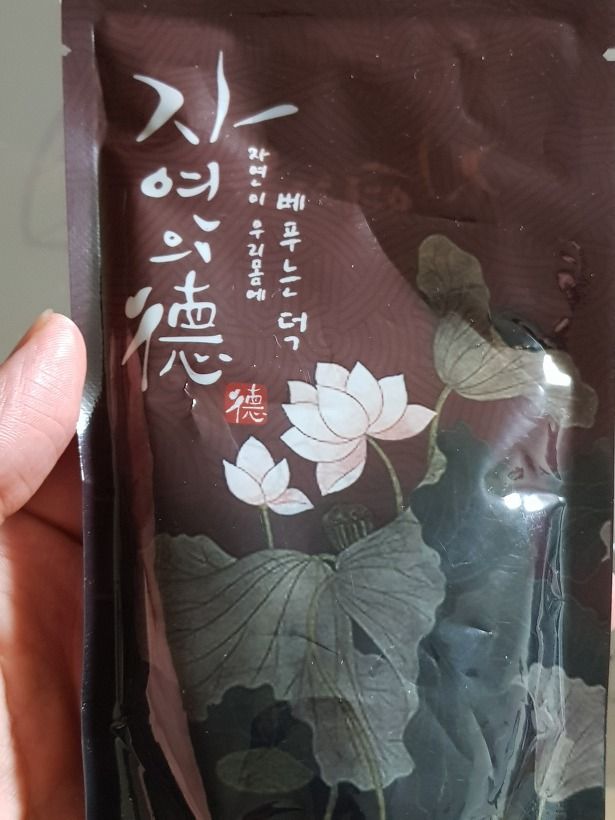 자연의德
자연이 우리몸에
베푸는 덕
德